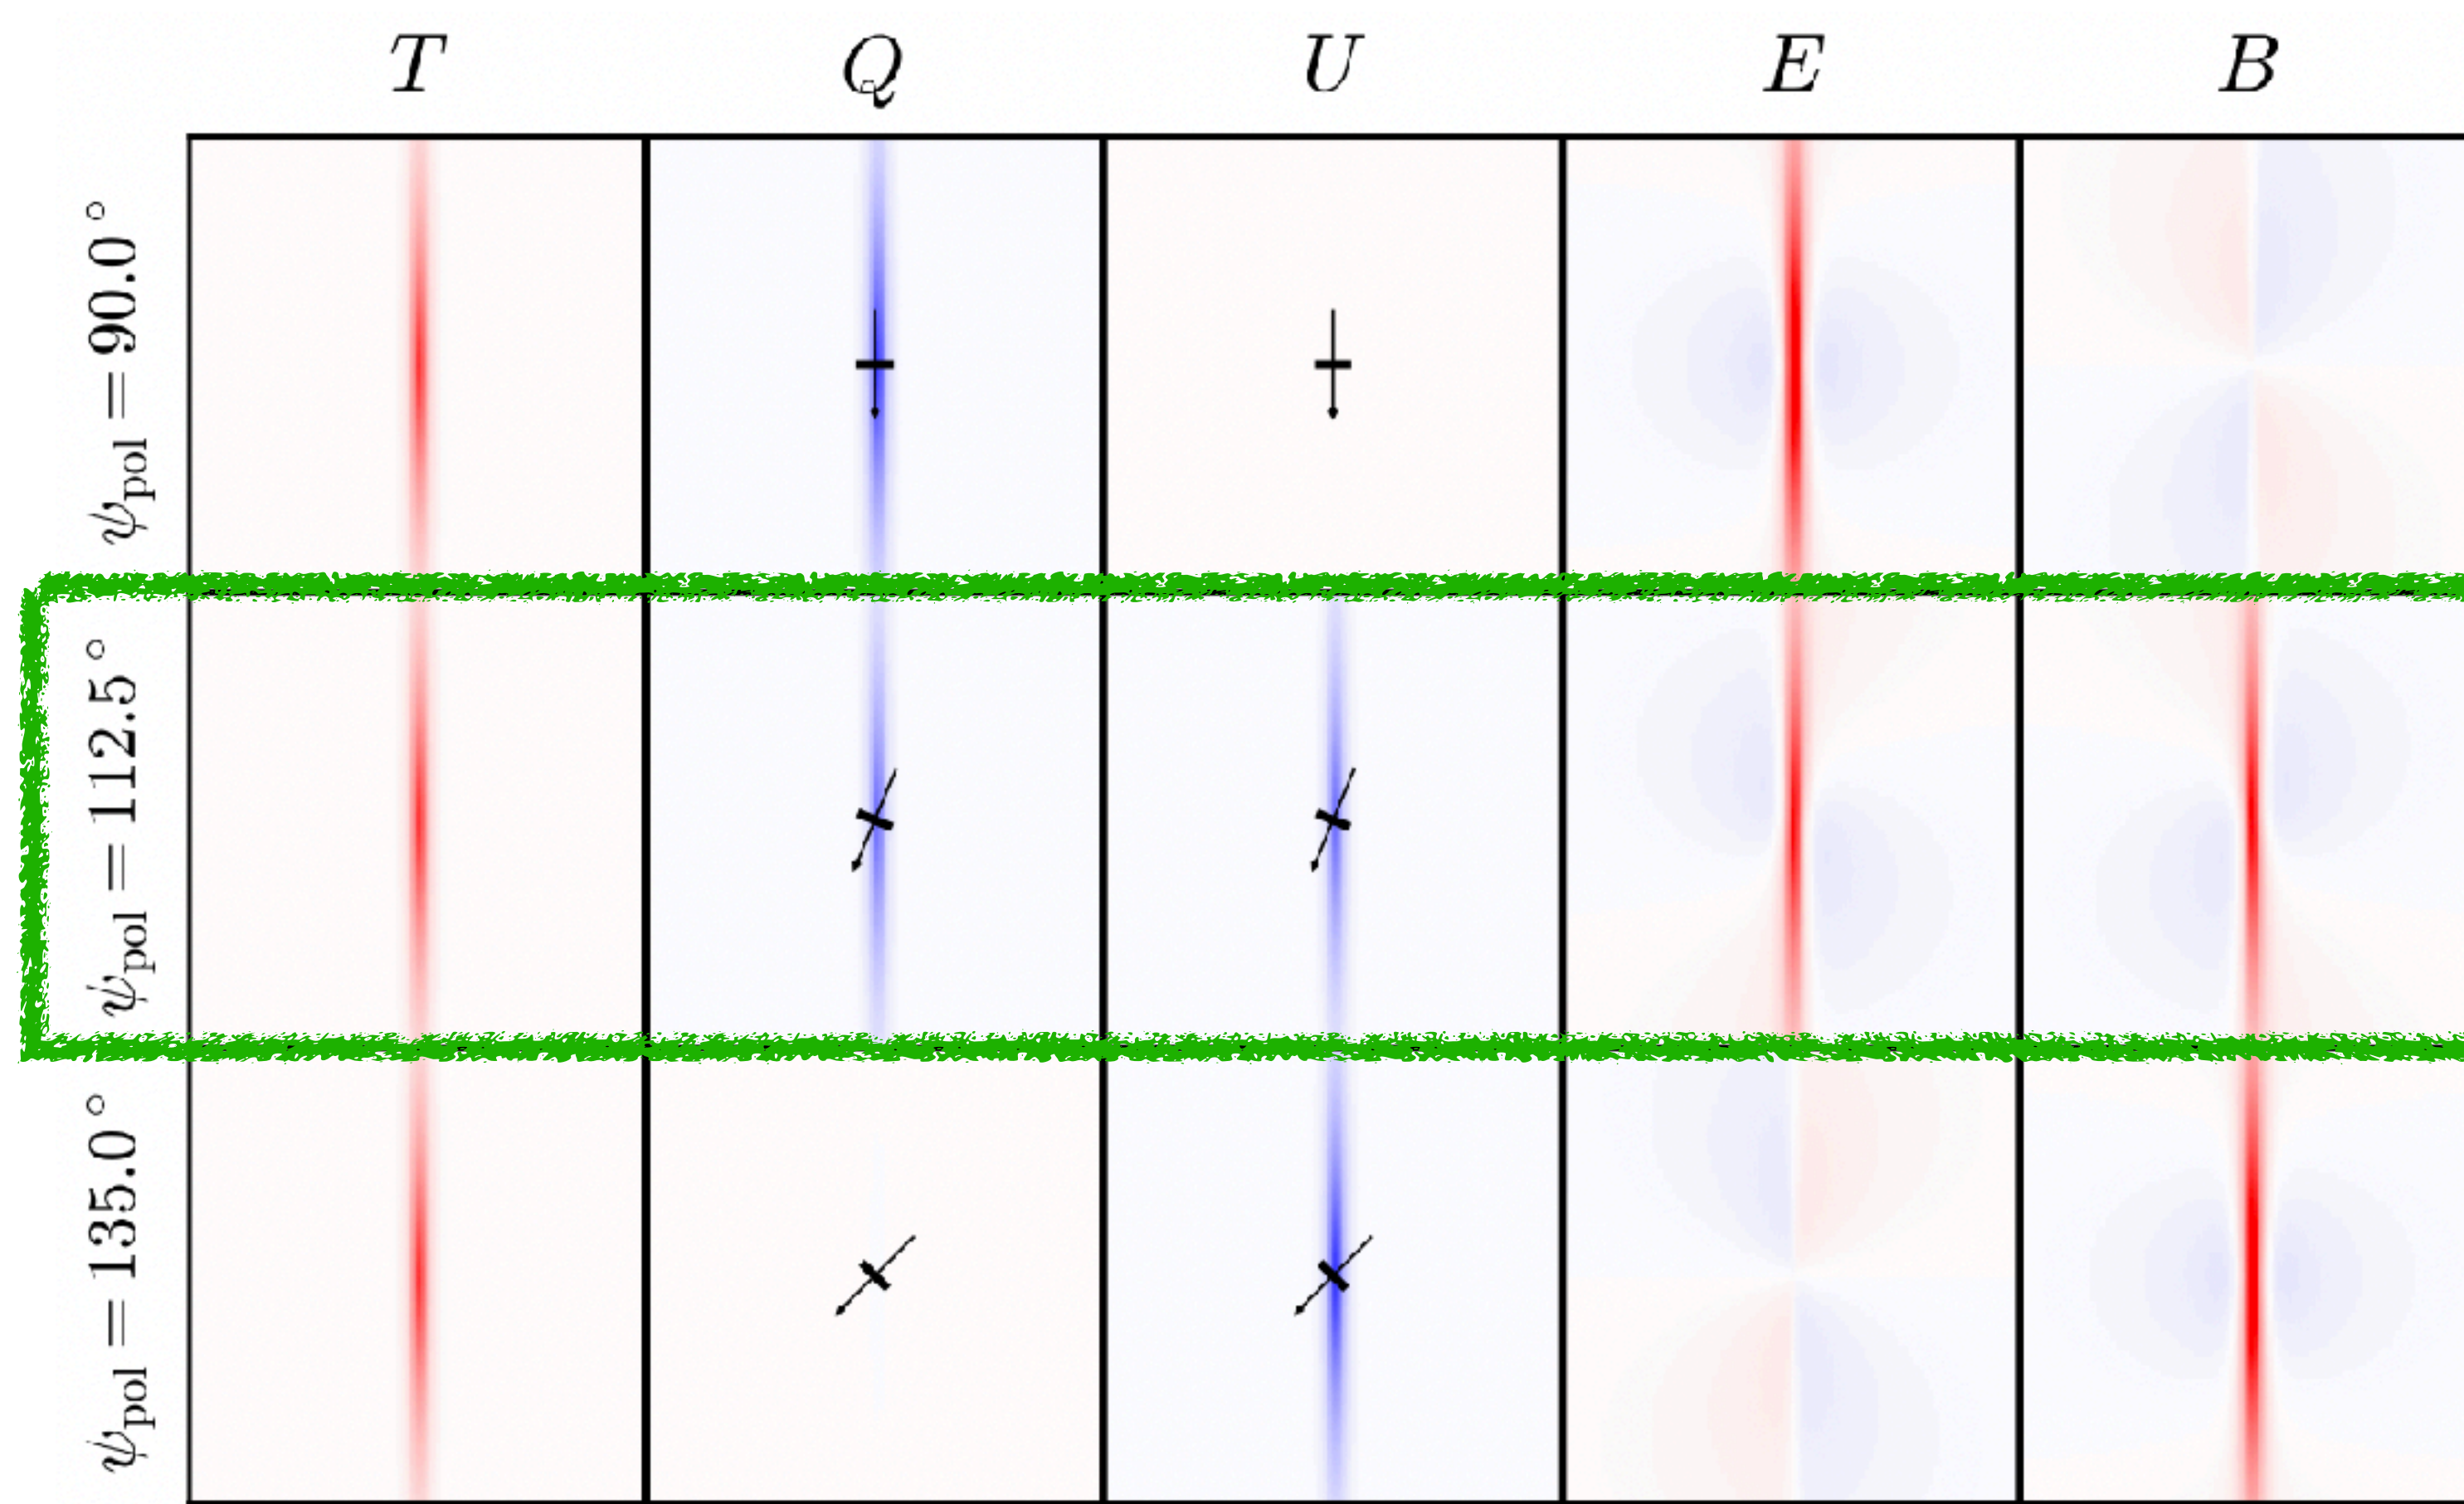 T Q U E B
ψpol = 90.0°
ψpol = 112.5°
ψpol = 135.0°